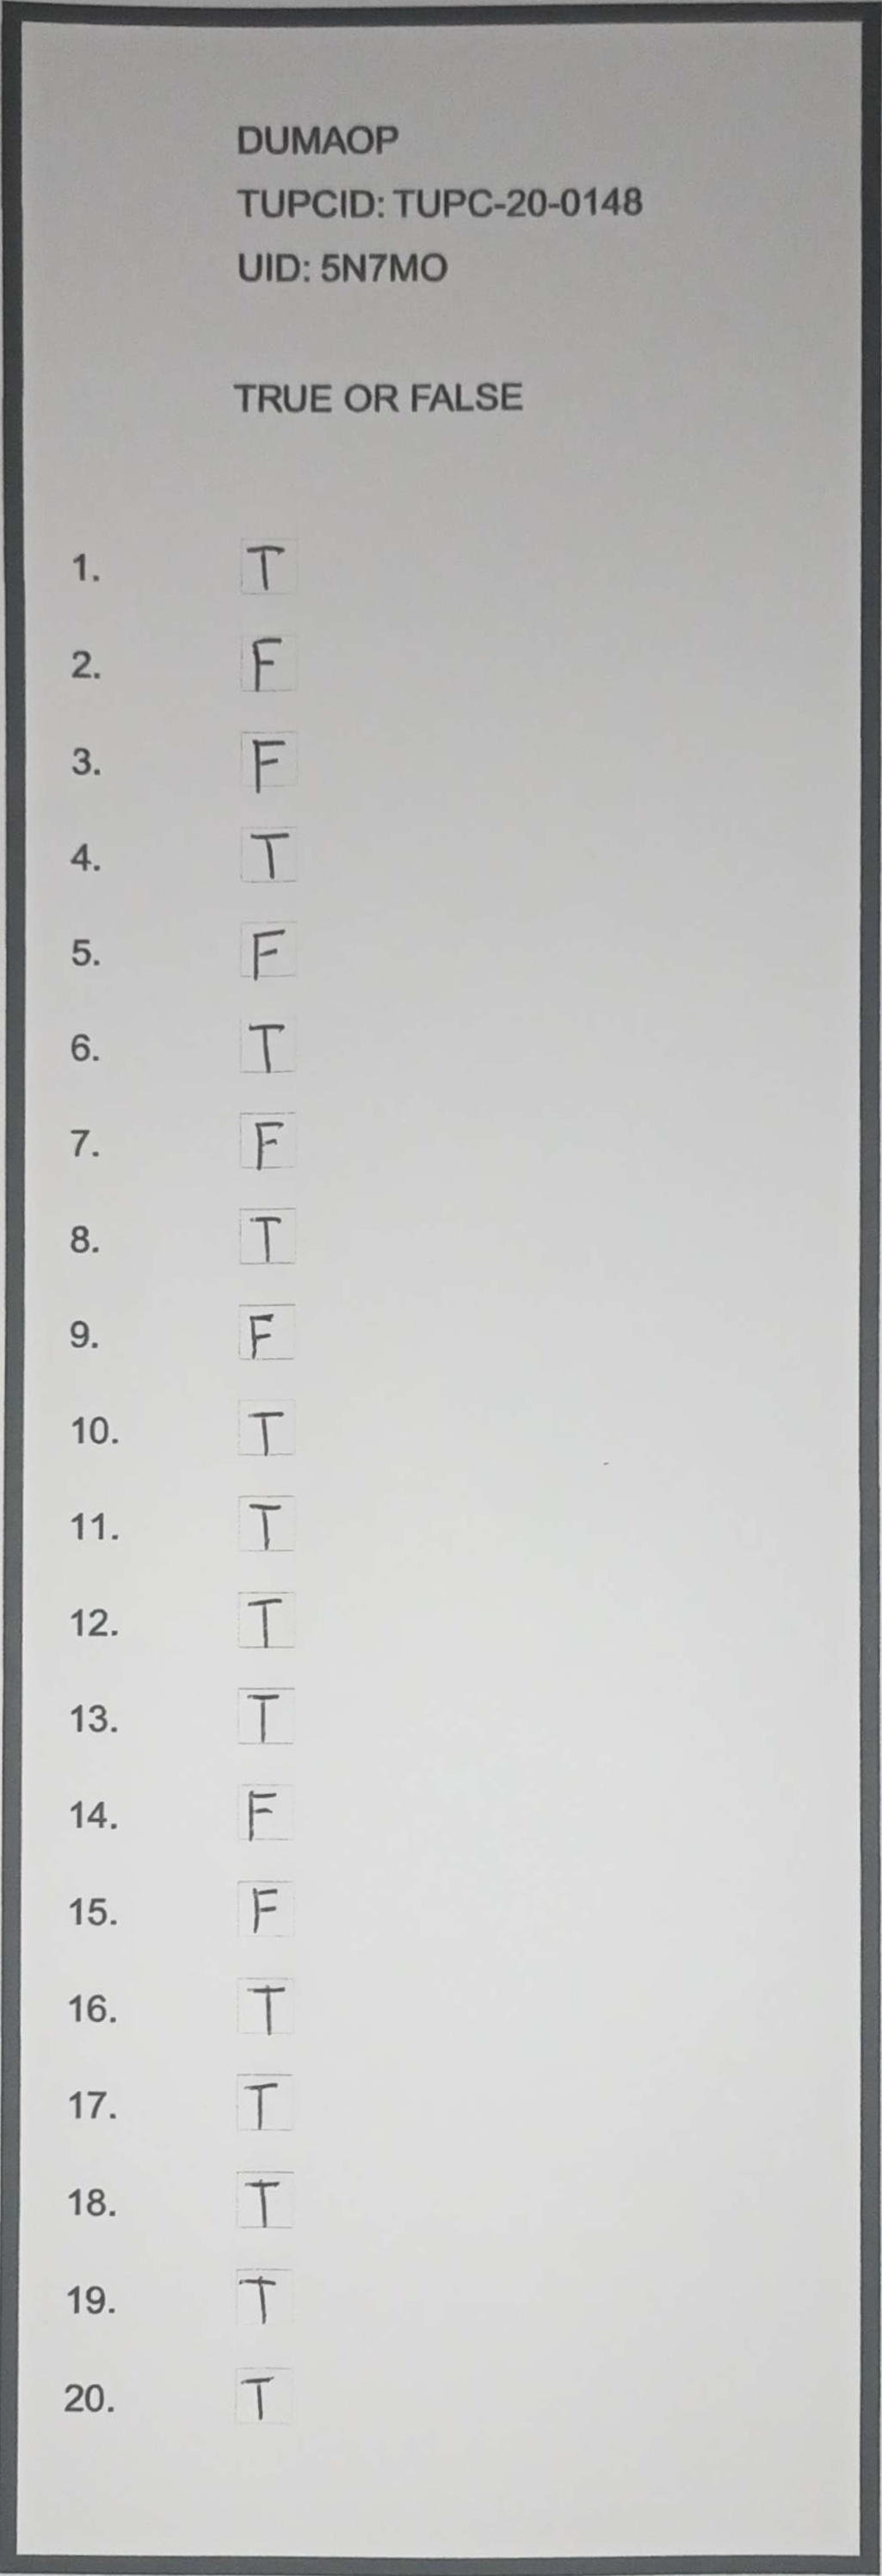 DUMAOP
TUPCID: TUPC-20-0148
UID: 5N7MO
TRUE OR FALSE
1. T
2. F
3. F
4. T
5. F
6. T
7. F
8. T
9. F
10. T
11. T
12. T
13. T
14. F
15. F
16. T
17. T
18. T
19. T
20. T